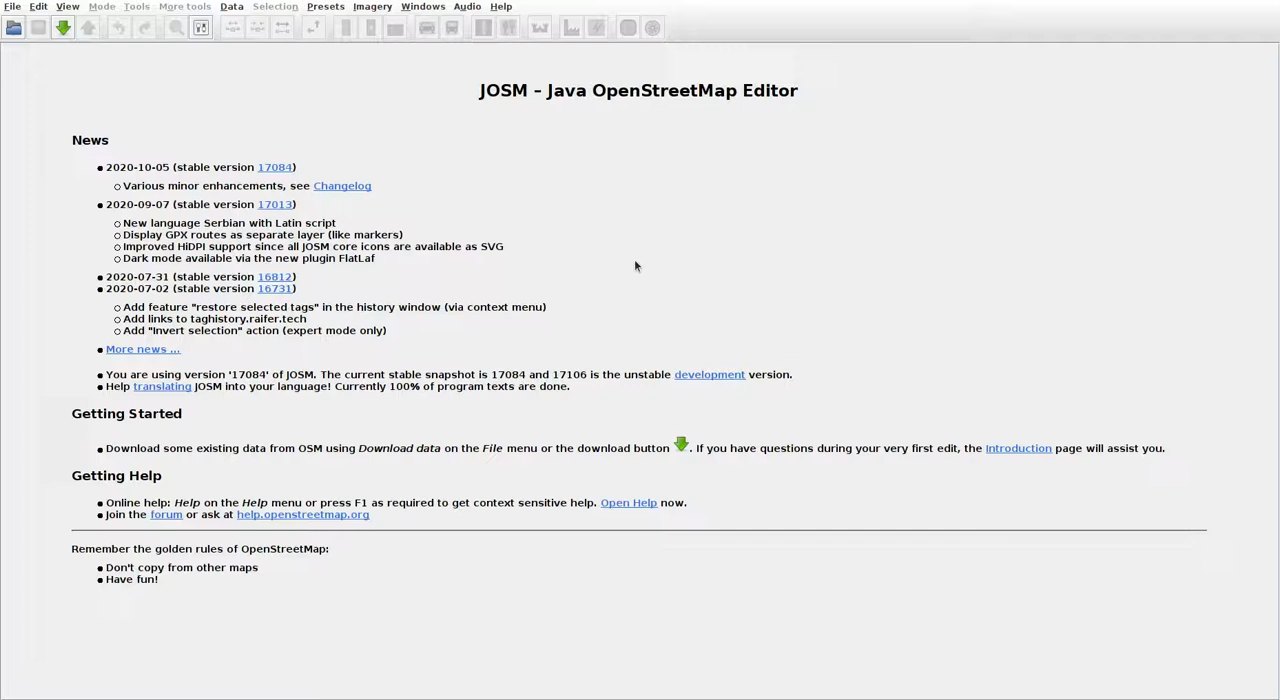 File Edit View Mode Tools More tools Data Selection Presets Imagery Windows Audio Help
JOSM – Java OpenStreetMap Editor
News
2020-10-05 (stable version 17084)
Various minor enhancements, see Changelog
2020-09-07 (stable version 17013)
New language Serbian with Latin script
Display GPX routes as separate layer (like markers)
Improved HiDPI support since all JOSM core icons are available as SVG
Dark mode available via the new plugin FlatLaf
2020-07-31 (stable version 16812)
2020-07-02 (stable version 16731)
Add feature "restore selected tags" in the history window (via context menu)
Add links to taghistory.raifer.tech
Add "Invert selection" action (expert mode only)
More news ...
You are using version '17084' of JOSM. The current stable snapshot is 17084 and 17106 is the unstable development version.
Help translating JOSM into your language! Currently 100% of program texts are done.
Getting Started
Download some existing data from OSM using Download data on the File menu or the download button . If you have questions during your very first edit, the Introduction page will assist you.
Getting Help
Online help: Help on the Help menu or press F1 as required to get context sensitive help. Open Help now.
Join the forum or ask at help.openstreetmap.org
Remember the golden rules of OpenStreetMap:
Don't copy from other maps
Have fun!